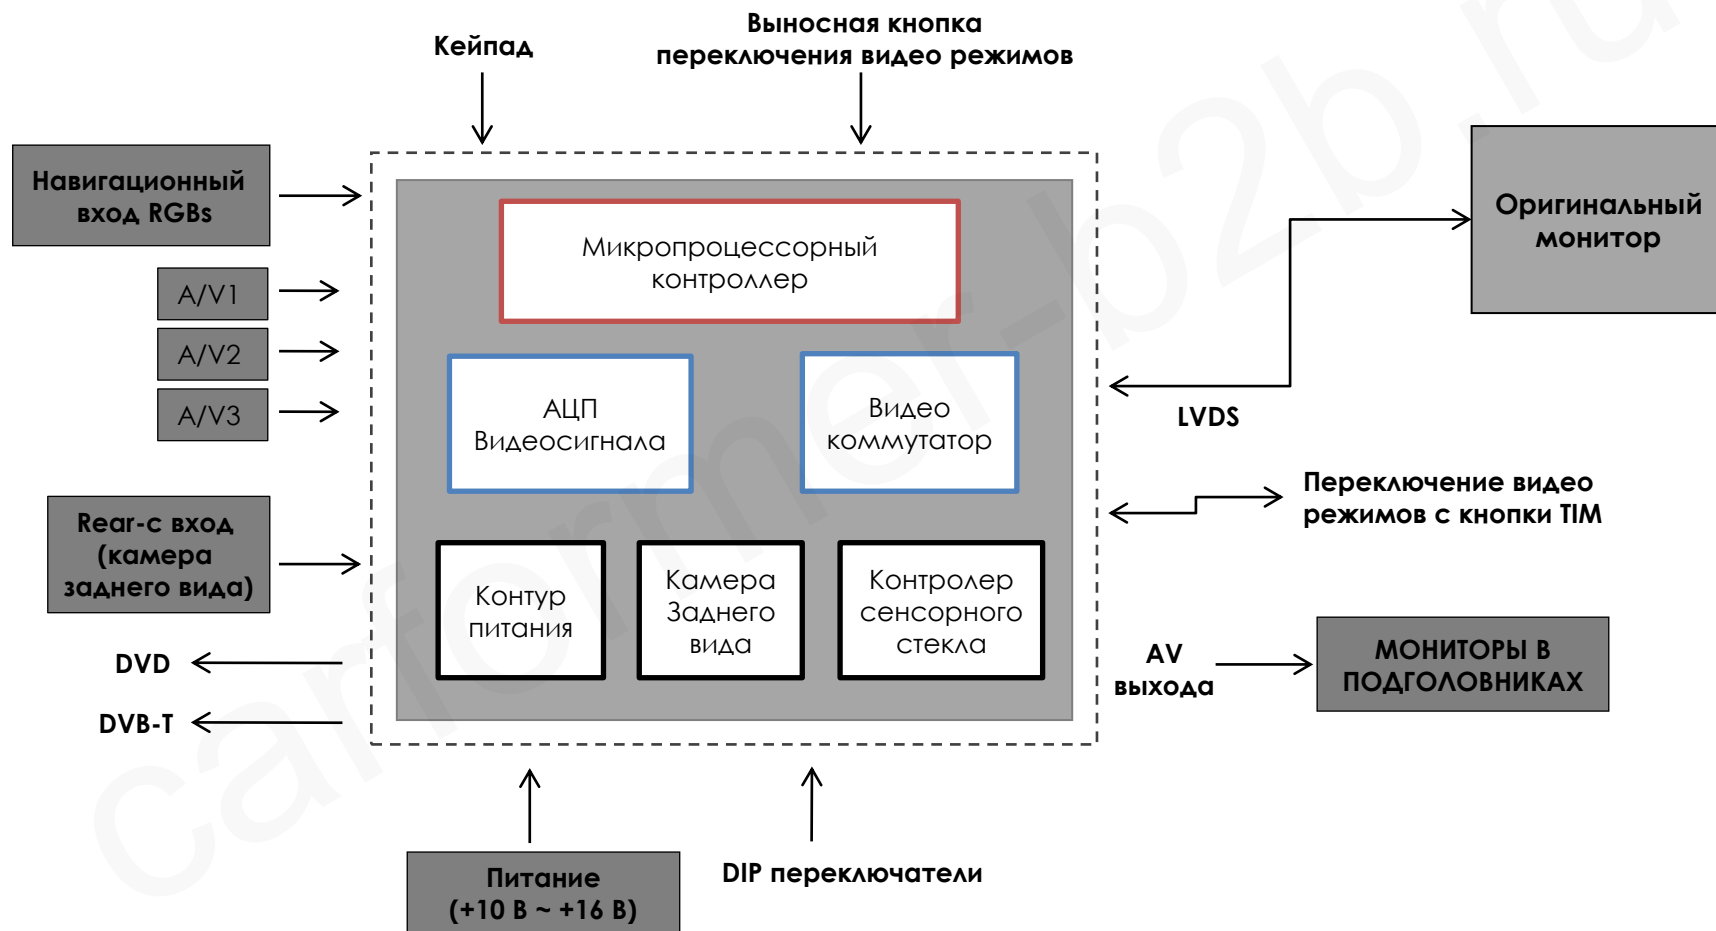 Кейпад
Выносная кнопка
переключения видео режимов
Навигационный
вход RGBs
A/V1
A/V2
A/V3
Rear-c вход
(камера
заднего вида)
DVD
DVB-T
Микропроцессорный
контроллер
АЦП
Видеосигнала
Видео
коммутатор
Контур
питания
Камера
Заднего
вида
Контролер
сенсорного
стекла
Оригинальный
монитор
LVDS
Переключение видео
режимов с кнопки TIM
AV
выхода
МОНИТОРЫ В
ПОДГОЛОВНИКАХ
Питание
(+10 В ~ +16 В)
DIP переключатели
carformer-b2b.ru